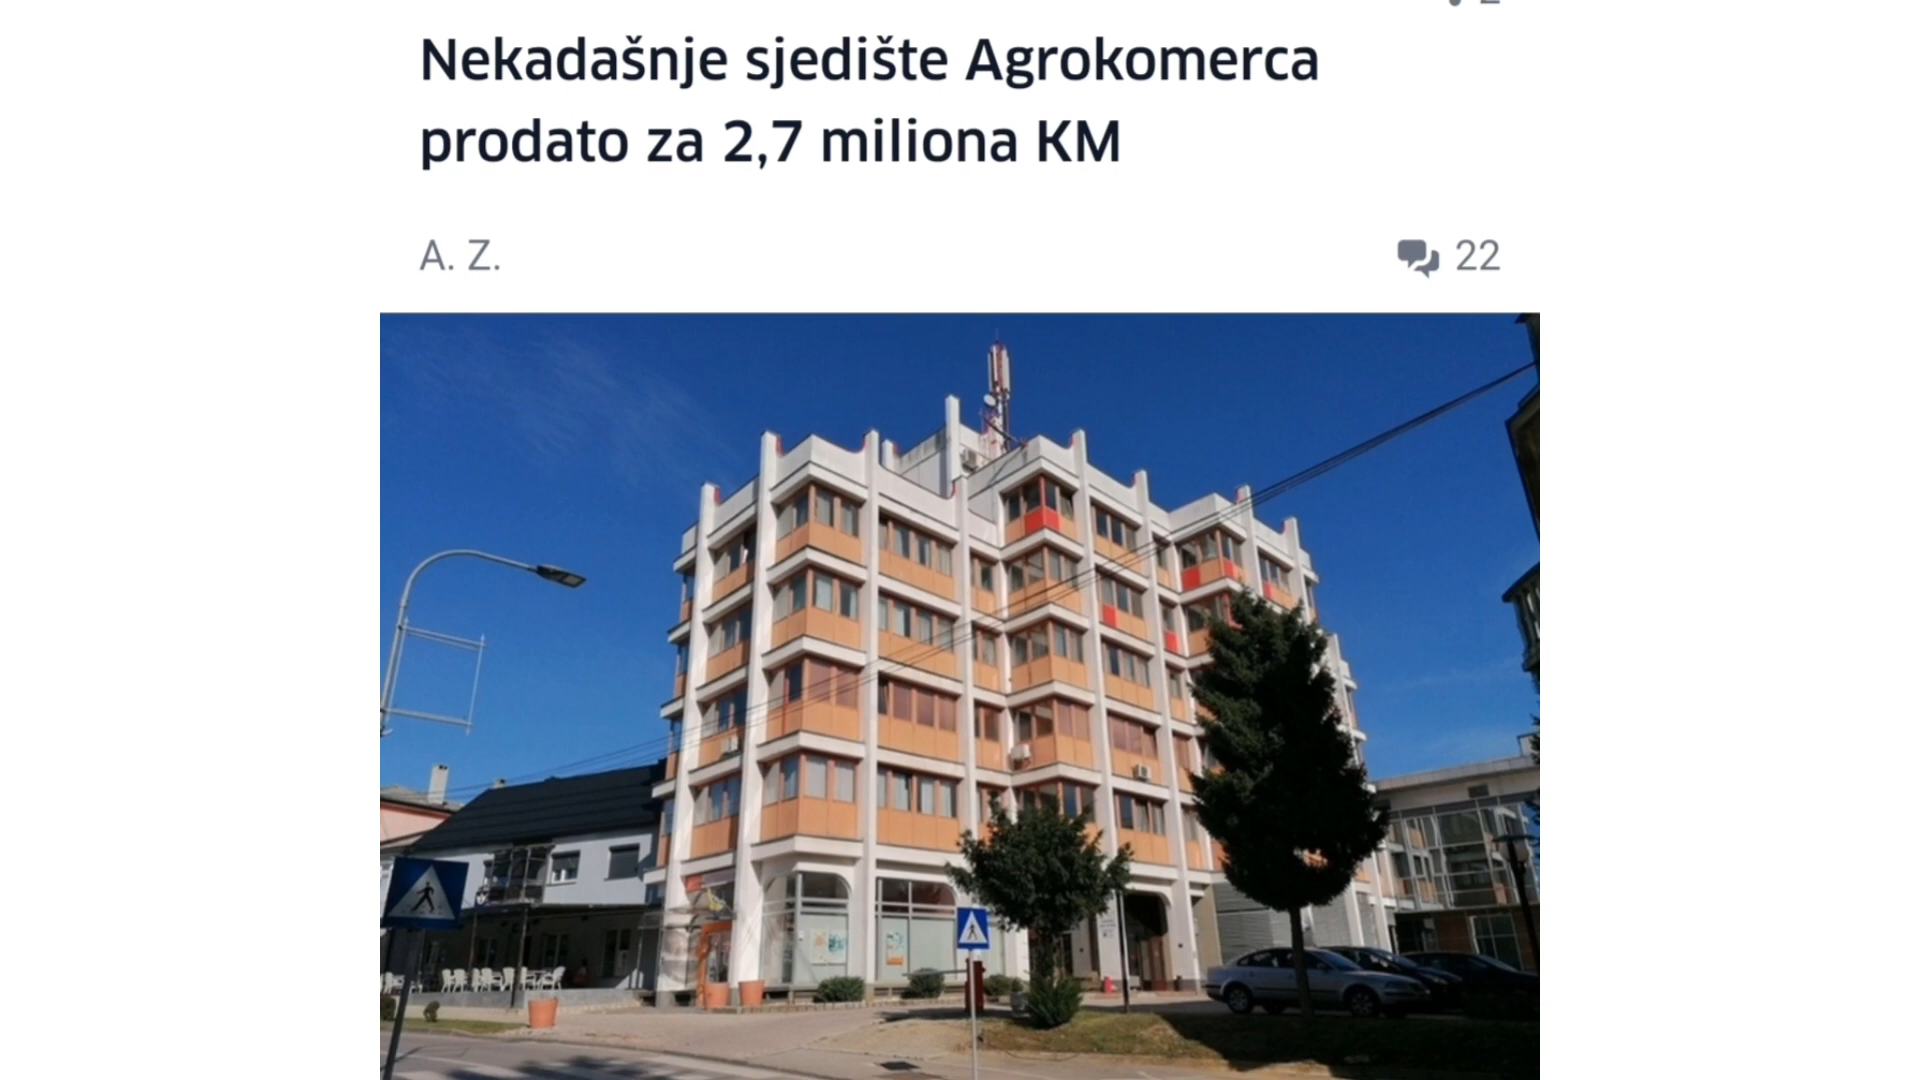 Nekadašnje sjedište Agrokomerca
prodato za 2,7 miliona KM
A. Z.
22